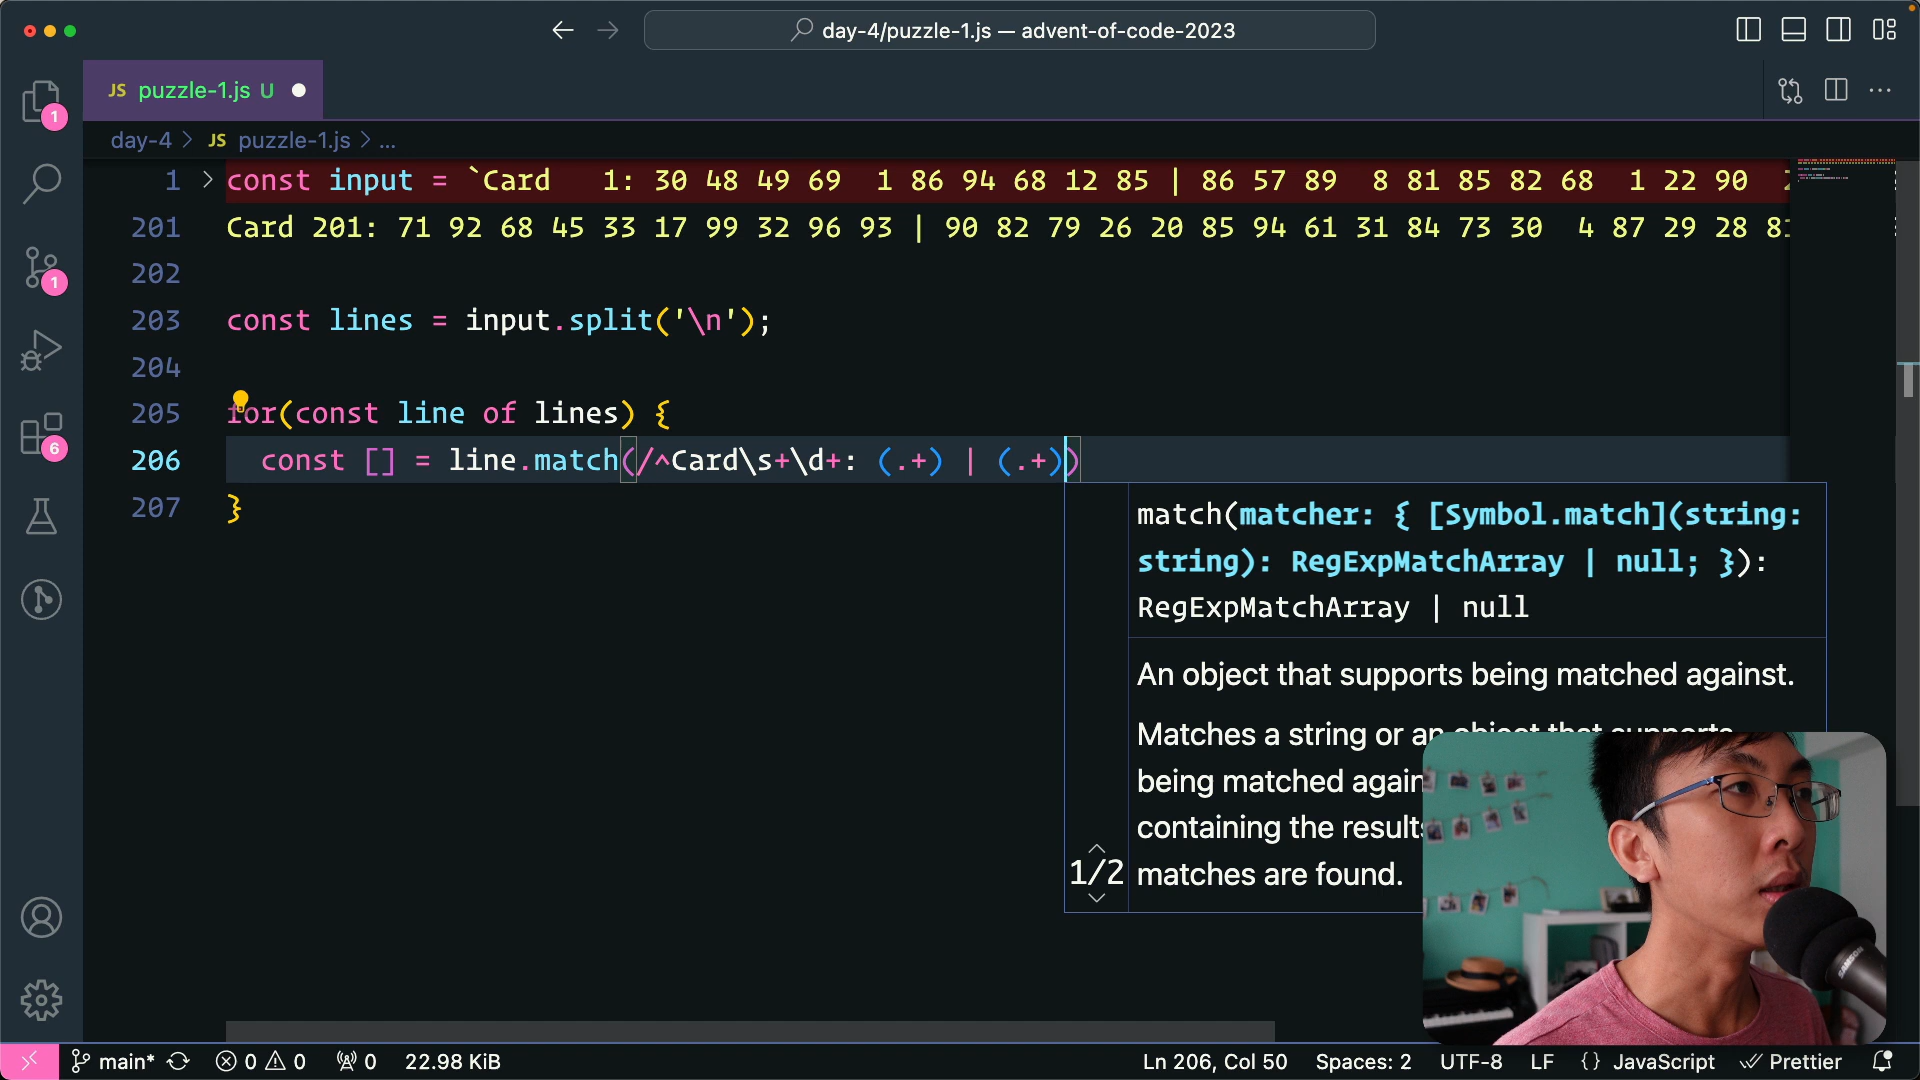 day-4/puzzle-1.js — advent-of-code-2023
JS puzzle-1.js U
day-4 > JS puzzle-1.js > ...
1 > const input = `Card   1: 30 48 49 69  1 86 94 68 12 85 | 86 57 89  8 81 85 82 68  1 22 90
201 Card 201: 71 92 68 45 33 17 99 32 96 93 | 90 82 79 26 20 85 94 61 31 84 73 30  4 87 29 28
202
203 const lines = input.split('\n');
204
205 for(const line of lines) {
206   const [] = line.match(/^Card\s+\d+: (.+) | (.+))
207 }
match(matcher: { [Symbol.match](string:
string): RegExpMatchArray | null; }):
RegExpMatchArray | null
An object that supports being matched against.
Matches a string or an object that supports
being matched again
containing the results
1/2 matches are found.
1
1
6
SAMSON
main* 0 0 0 22.98 KiB Ln 206, Col 50 Spaces: 2 UTF-8 LF {} JavaScript Prettier